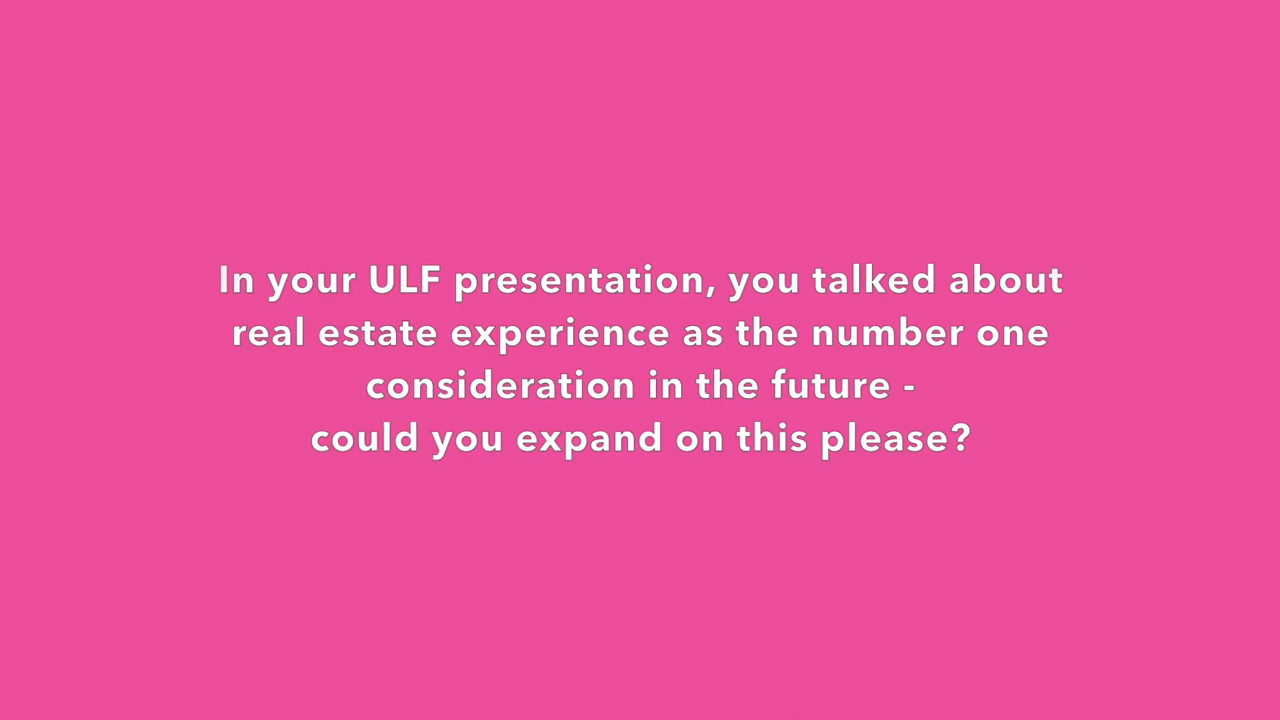 In your ULF presentation, you talked about
real estate experience as the number one
consideration in the future -
could you expand on this please?